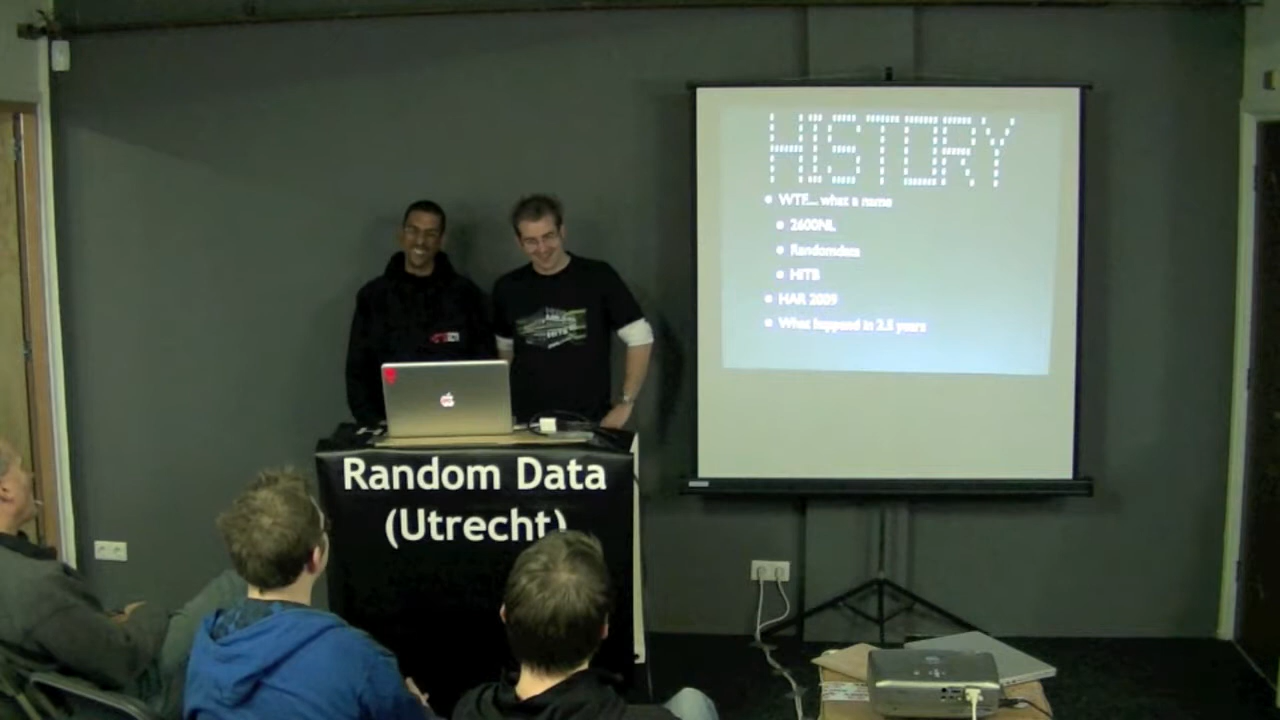 HISTORY
WTF... what a name
2600NL
Randomdata
HITB
HAR 2009
What happend in 2.5 years
Random Data
(Utrecht)